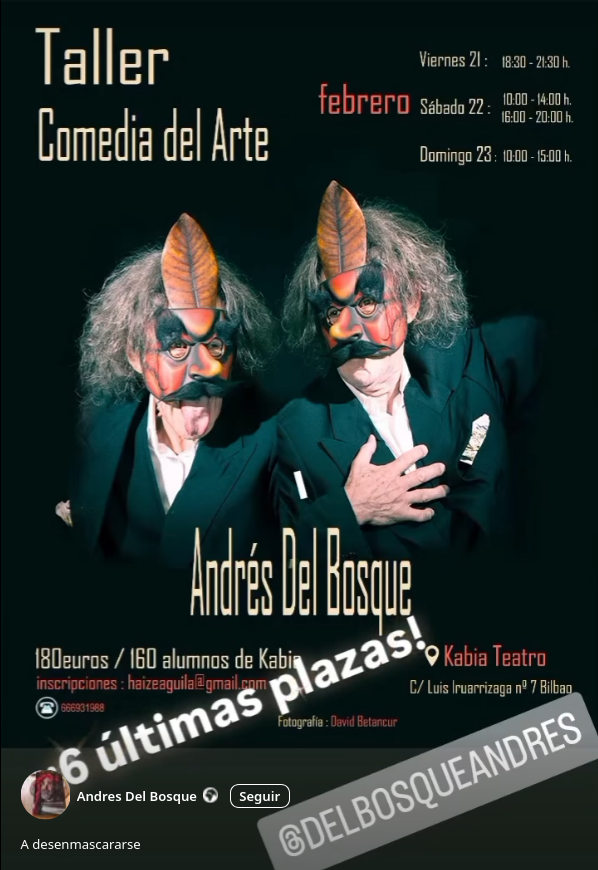 Taller
Comedia del Arte
febrero
Viernes 21 : 18:30 - 21:30 h.
Sábado 22 : 10:00 - 14:00 h.
16:00 - 20:00 h.
Domingo 23 : 10:00 - 15:00 h.
Andrés Del Bosque
180euros / 160 alumnos de Kabia
inscripciones : haizeaguila@gmail.com
666931988
Kabia Teatro
C/ Luis Iruarrizaga nº 7 Bilbao
Fotografía : David Betancur
6 últimas plazas!
@DELBOSQUEANDRES
Andres Del Bosque
Seguir
A desenmascararse